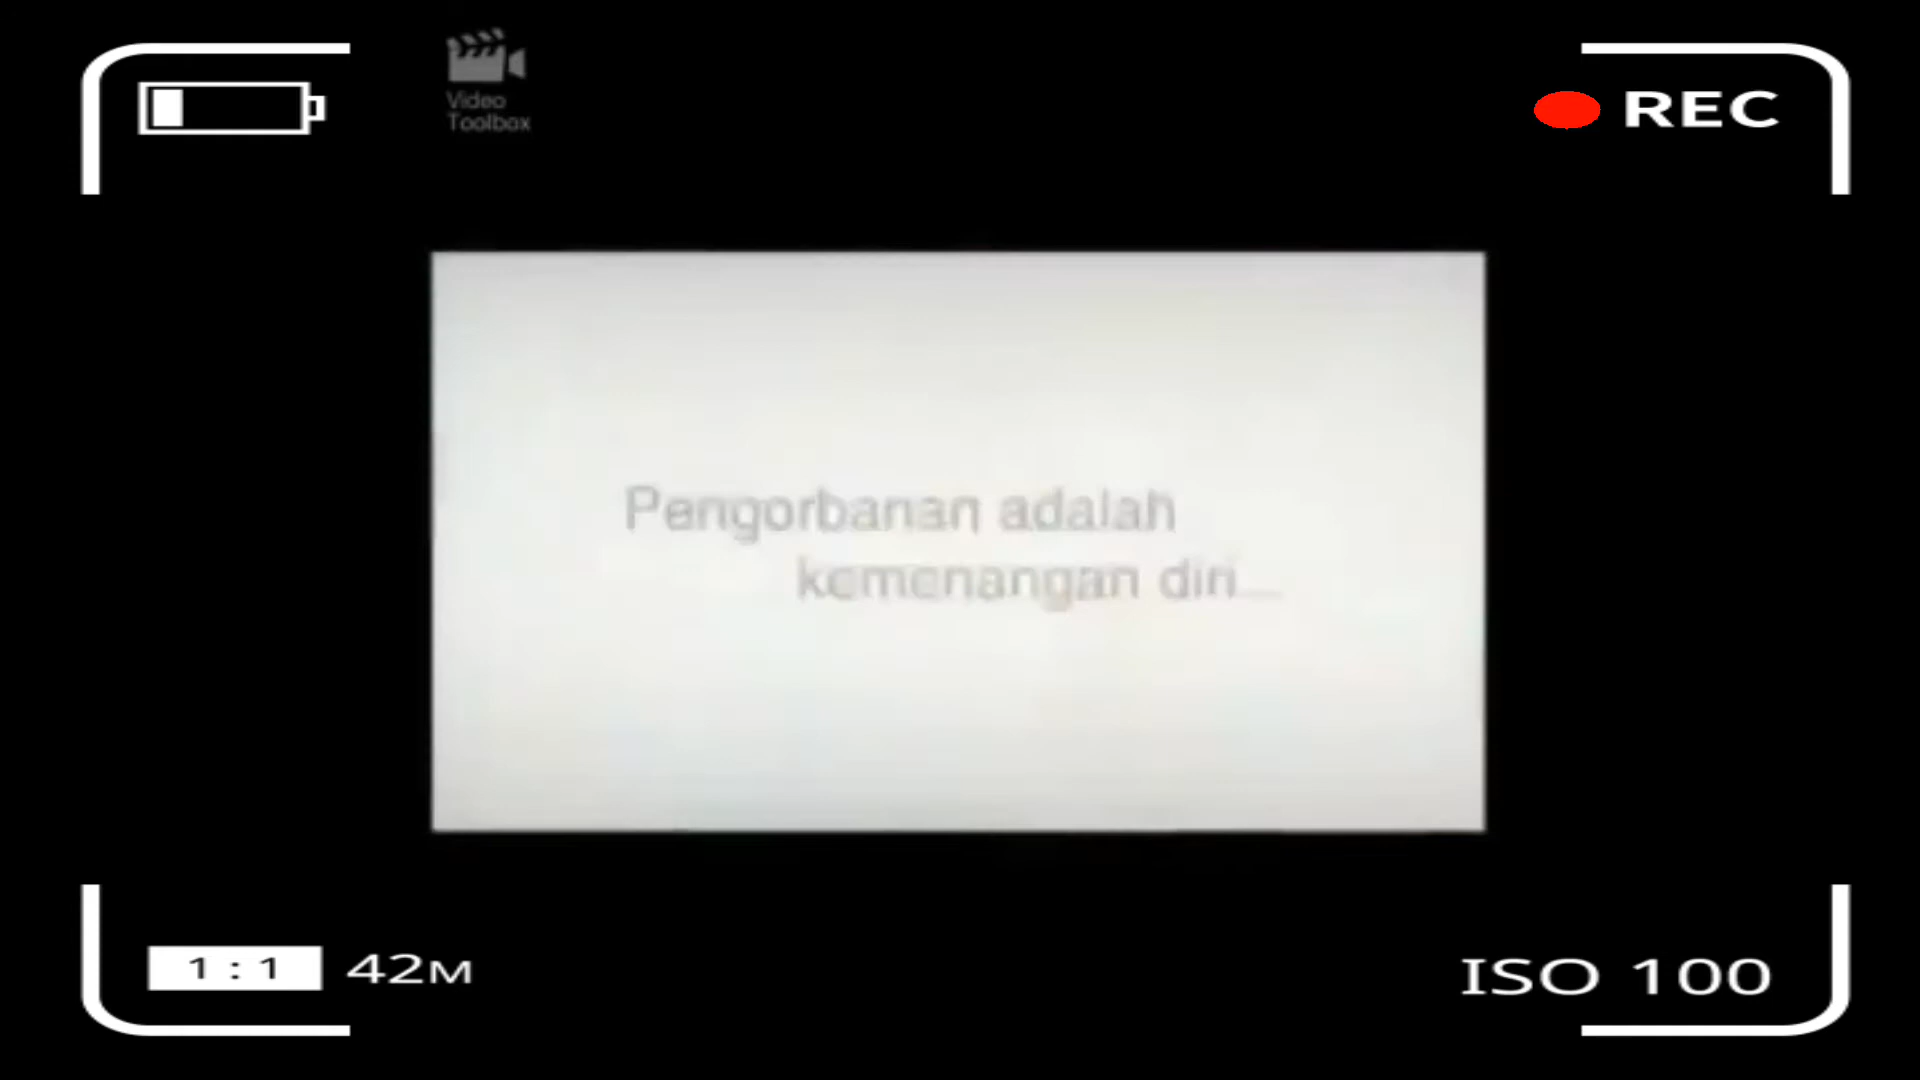 Video
Toolbox
REC
Pengorbanan adalah
kemenangan diri...
1 : 1 42M
ISO 100